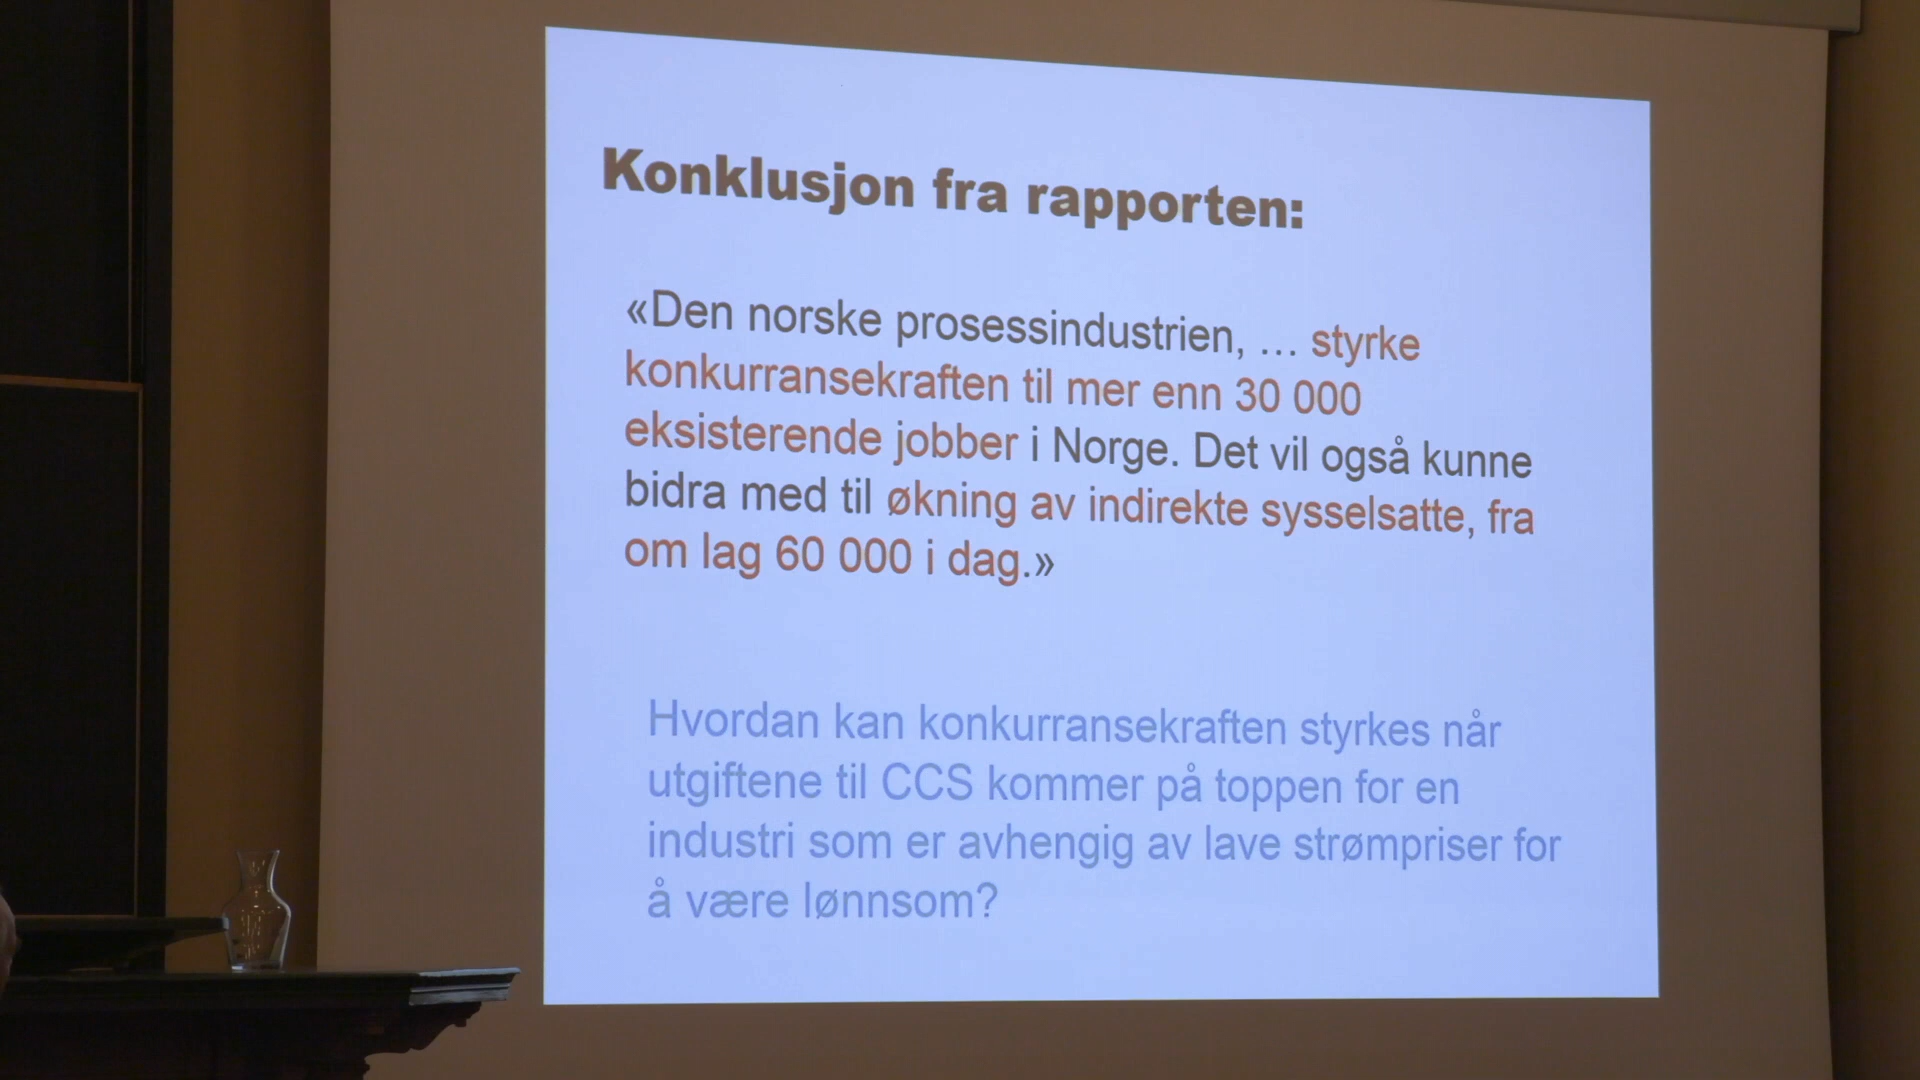 Konklusjon fra rapporten:
«Den norske prosessindustrien, … styrke
konkurransekraften til mer enn 30 000
eksisterende jobber i Norge. Det vil også kunne
bidra med til økning av indirekte sysselsatte, fra
om lag 60 000 i dag.»
Hvordan kan konkurransekraften styrkes når
utgiftene til CCS kommer på toppen for en
industri som er avhengig av lave strømpriser for
å være lønnsom?